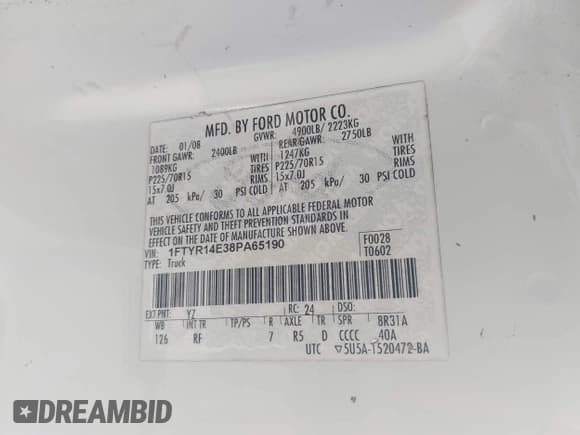 MFD. BY FORD MOTOR CO.
DATE: 01/08 GVWR: 4900LB/ 2223KG
FRONT GAWR: 2400LB REAR GAWR: 2750LB
1089KG WITH 1247KG WITH
P225/70R15 TIRES P225/70R15 TIRES
15x7.0J RIMS 15x7.0J RIMS
AT 205 kPa/ 30 PSI COLD AT 205 kPa/ 30 PSI COLD
THIS VEHICLE CONFORMS TO ALL APPLICABLE FEDERAL MOTOR
VEHICLE SAFETY AND THEFT PREVENTION STANDARDS IN
EFFECT ON THE DATE OF MANUFACTURE SHOWN ABOVE.
VIN: 1FTYR14E38PA65190 F0028
TYPE: Truck T0602
EXT PNT: YZ RC: 24 DSO:
WB INT TR TP/PS R AXLE TR SPR BR31A
126 RF 7 R5 D CCCC 40A
UTC ▽5U5A-1520472-BA
DREAMBID
DREAMBID